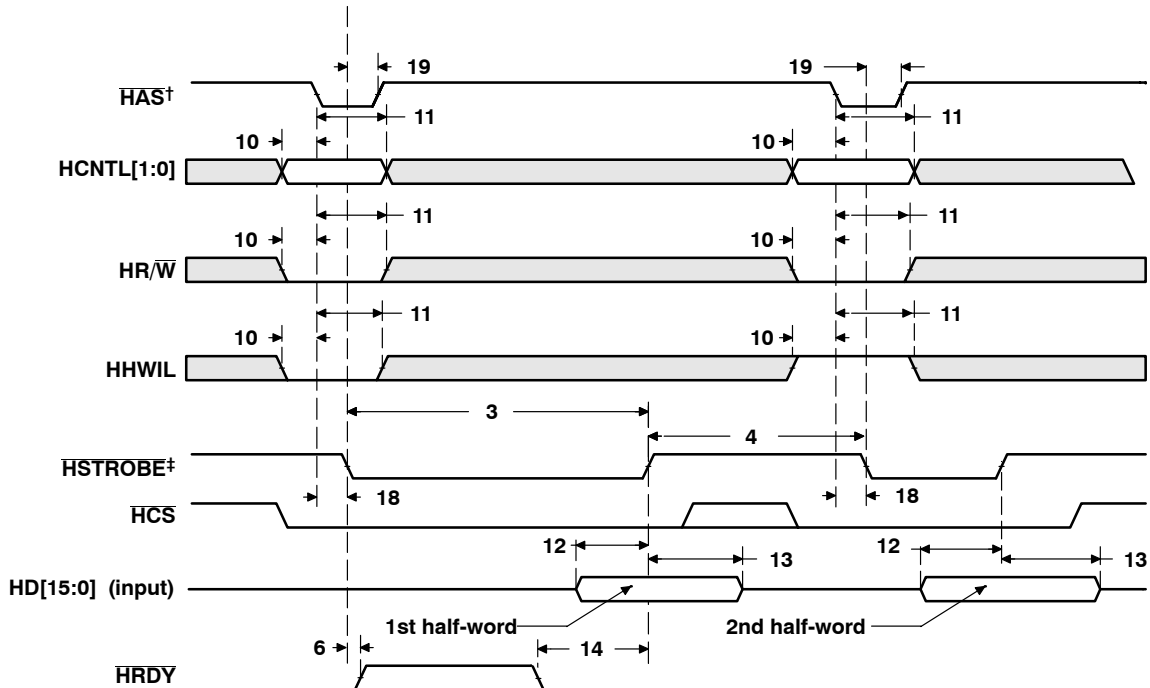 19 19
HAS†
11 11
10 10
HCNTL[1:0]
11 11
10 10
HR/W
11 11
10 10
HHWIL
3
4
HSTROBE‡
18 18
HCS
12 12
13 13
HD[15:0] (input)
1st half-word 2nd half-word
6 14
HRDY